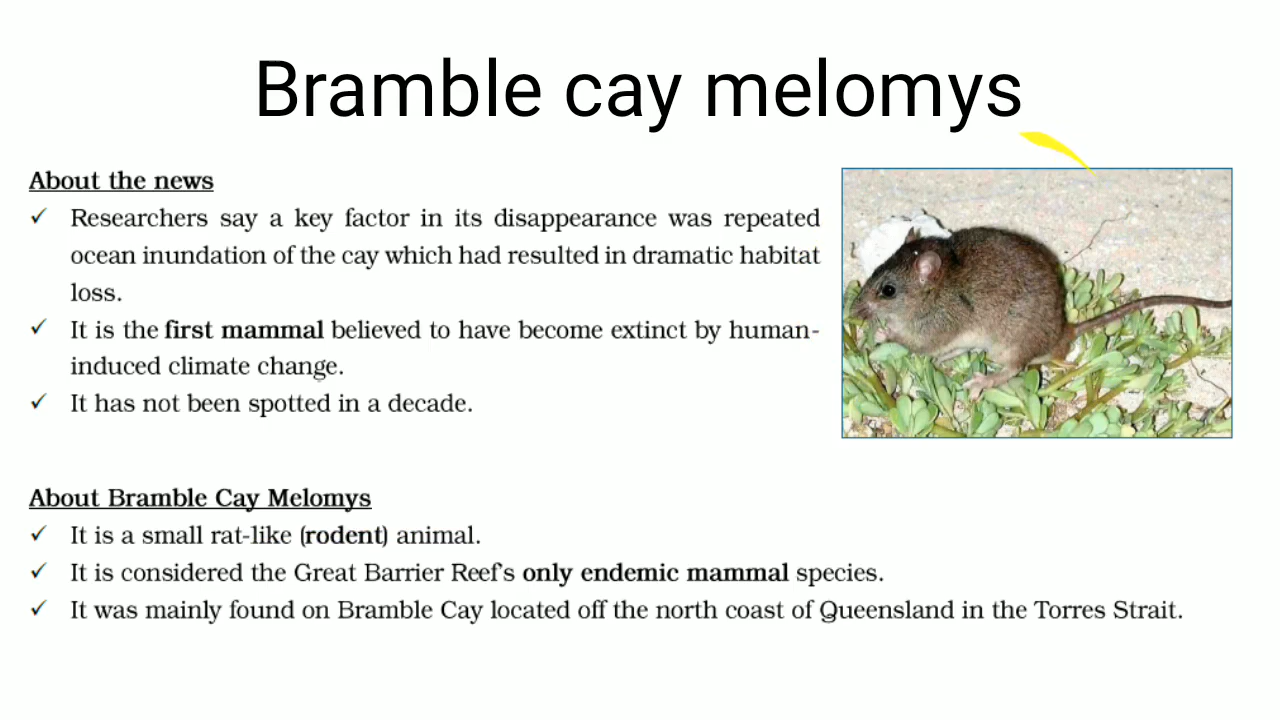 Bramble cay melomys
About the news
✓ Researchers say a key factor in its disappearance was repeated
ocean inundation of the cay which had resulted in dramatic habitat
loss.
✓ It is the first mammal believed to have become extinct by human-
induced climate change.
✓ It has not been spotted in a decade.
About Bramble Cay Melomys
✓ It is a small rat-like (rodent) animal.
✓ It is considered the Great Barrier Reef's only endemic mammal species.
✓ It was mainly found on Bramble Cay located off the north coast of Queensland in the Torres Strait.